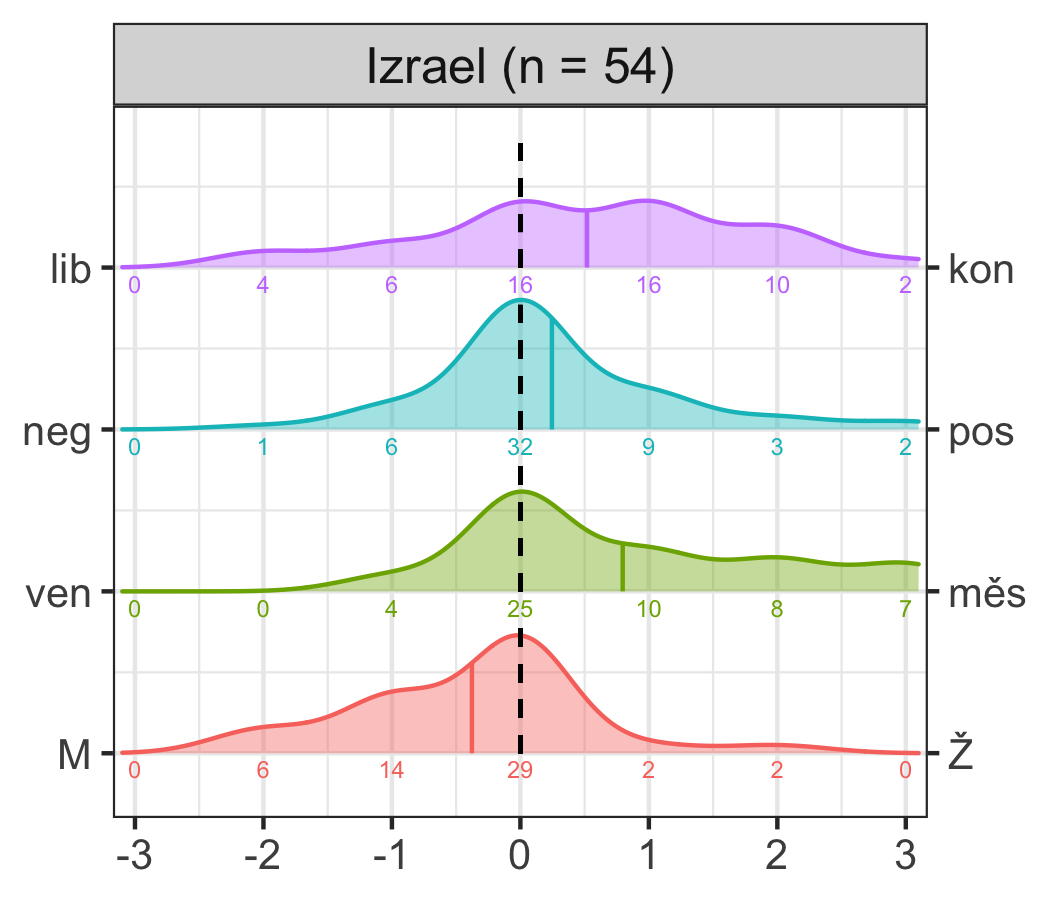 Izrael (n = 54)
lib kon
0 4 6 16 16 10 2
neg pos
0 1 6 32 9 3 2
ven měs
0 0 4 25 10 8 7
M Ž
0 6 14 29 2 2 0
-3 -2 -1 0 1 2 3